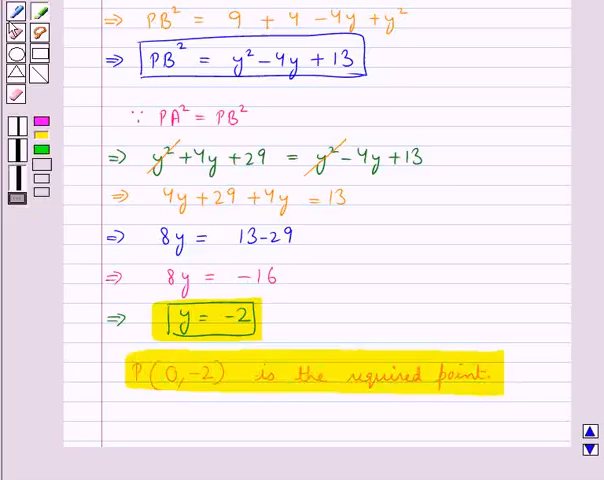 ⇒ PB² = 9 + 4 - 4y + y²
⇒ PB² = y² - 4y + 13
∵ PA² = PB²
⇒ y² + 4y + 29 = y² - 4y + 13
⇒ 4y + 29 + 4y = 13
⇒ 8y = 13 - 29
⇒ 8y = -16
⇒ y = -2
P(0, -2) is the required point.